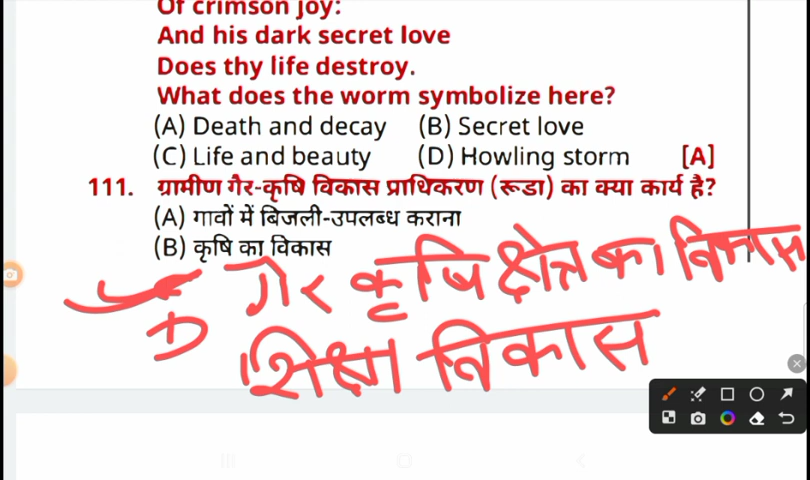 Of crimson joy:
And his dark secret love
Does thy life destroy.
What does the worm symbolize here?
(A) Death and decay (B) Secret love
(C) Life and beauty (D) Howling storm [A]
111. ग्रामीण गैर-कृषि विकास प्राधिकरण (रूडा) का क्या कार्य है?
(A) गावों में बिजली-उपलब्ध कराना
(B) कृषि का विकास
C गेर कृषि क्षेत्र का विकास
D शिक्षा विकास